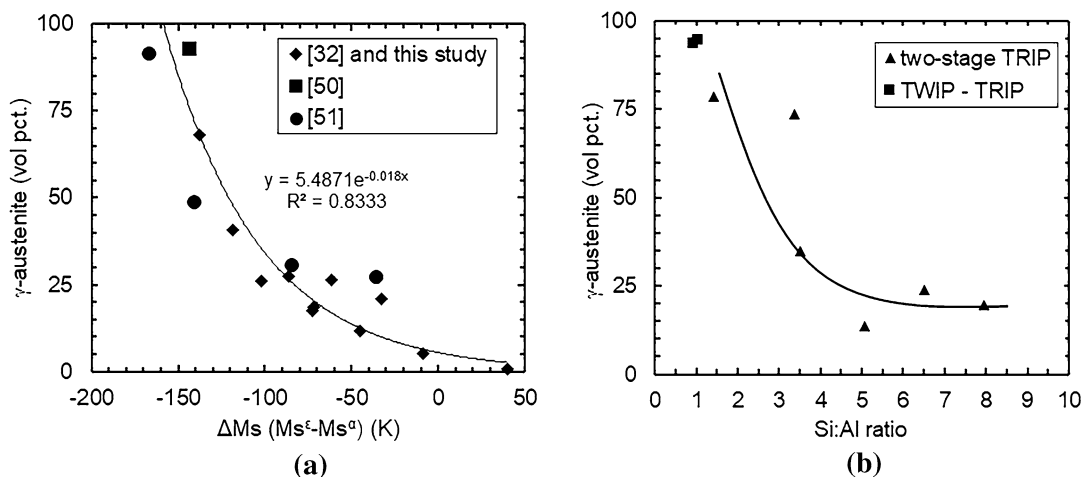 100
75
50
25
0
γ-austenite (vol pct.)
[32] and this study
[50]
[51]
y = 5.4871e^-0.018x
R² = 0.8333
-200 -150 -100 -50 0 50
ΔMs (Ms^ε-Ms^α) (K)
(a)
100
75
50
25
0
γ-austenite (vol pct.)
two-stage TRIP
TWIP - TRIP
0 1 2 3 4 5 6 7 8 9 10
Si:Al ratio
(b)